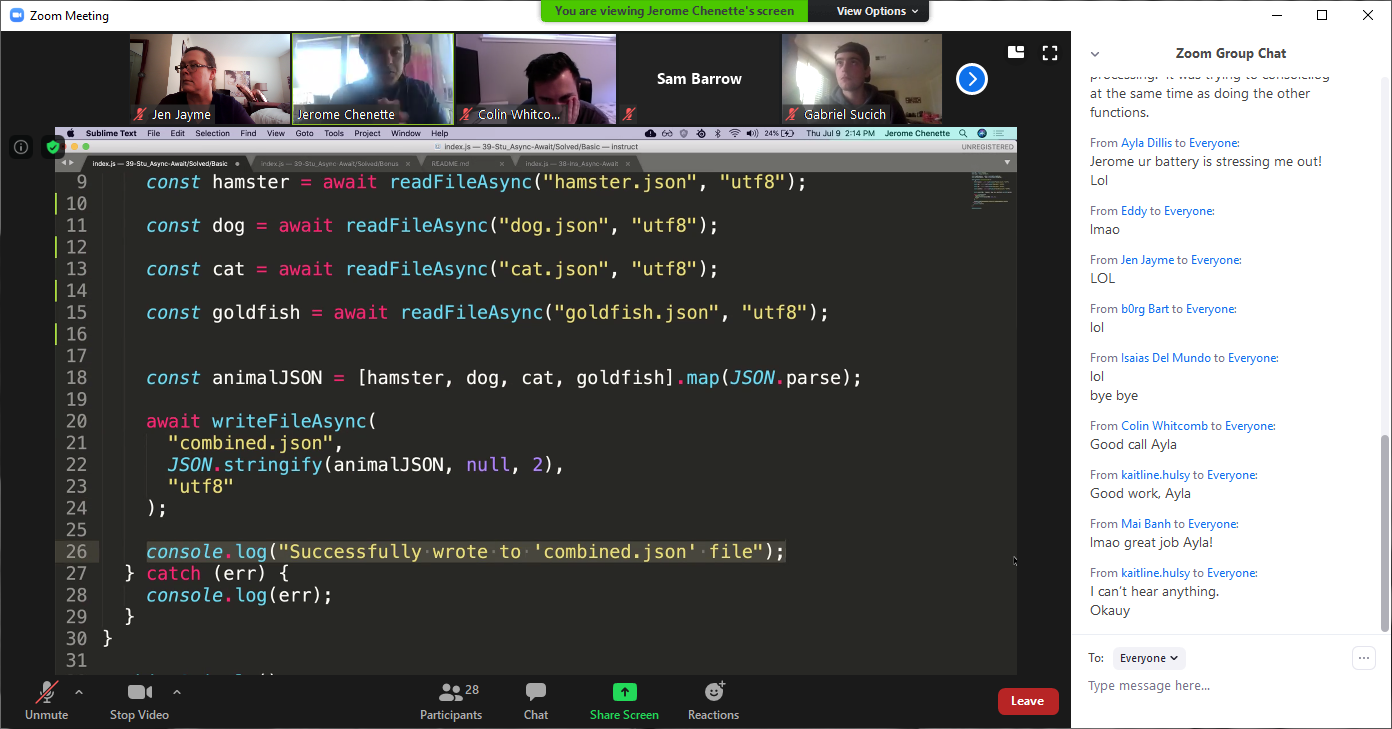 Zoom Meeting
You are viewing Jerome Chenette's screen
View Options
Jen Jayme
Jerome Chenette
Colin Whitco...
Sam Barrow
Gabriel Sucich
Sublime Text File Edit Selection Find View Goto Tools Project Window Help
24% Thu Jul 9 2:14 PM Jerome Chenette
index.js — 39-Stu_Async-Await/Solved/Basic — instruct
UNREGISTERED
index.js — 39-Stu_Async-Await/Solved/Basic
index.js — 39-Stu_Async-Await/Solved/Bonus
README.md
index.js — 38-Ins_Async-Await
9 const hamster = await readFileAsync("hamster.json", "utf8");
10
11 const dog = await readFileAsync("dog.json", "utf8");
12
13 const cat = await readFileAsync("cat.json", "utf8");
14
15 const goldfish = await readFileAsync("goldfish.json", "utf8");
16
17
18 const animalJSON = [hamster, dog, cat, goldfish].map(JSON.parse);
19
20 await writeFileAsync(
21 "combined.json",
22 JSON.stringify(animalJSON, null, 2),
23 "utf8"
24 );
25
26 console.log("Successfully wrote to 'combined.json' file");
27 } catch (err) {
28 console.log(err);
29 }
30 }
31
Unmute
Stop Video
28
Participants
Chat
Share Screen
Reactions
Leave
Zoom Group Chat
processing. It was trying to consolelog
at the same time as doing the other
functions.
From Ayla Dillis to Everyone:
Jerome ur battery is stressing me out!
Lol
From Eddy to Everyone:
lmao
From Jen Jayme to Everyone:
LOL
From b0rg Bart to Everyone:
lol
From Isaias Del Mundo to Everyone:
lol
bye bye
From Colin Whitcomb to Everyone:
Good call Ayla
From kaitline.hulsy to Everyone:
Good work, Ayla
From Mai Banh to Everyone:
lmao great job Ayla!
From kaitline.hulsy to Everyone:
I can't hear anything.
Okauy
To: Everyone
Type message here...